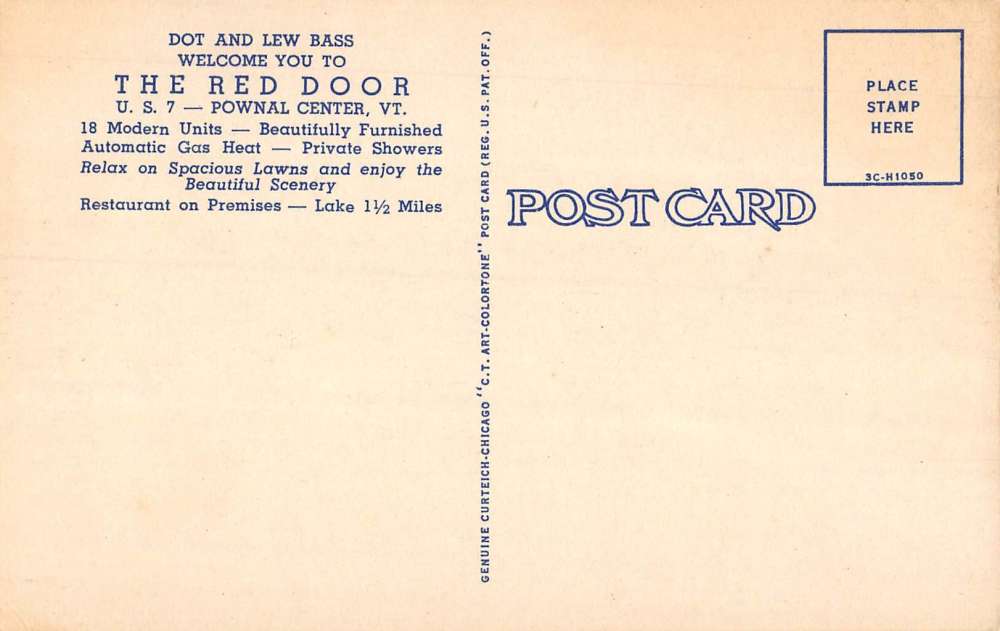 DOT AND LEW BASS
WELCOME YOU TO
THE RED DOOR
U. S. 7 — POWNAL CENTER, VT.
18 Modern Units — Beautifully Furnished
Automatic Gas Heat — Private Showers
Relax on Spacious Lawns and enjoy the
Beautiful Scenery
Restaurant on Premises — Lake 1½ Miles
GENUINE CURTEICH-CHICAGO "C.T. ART-COLORTONE" POST CARD (REG. U.S. PAT. OFF.)
POST CARD
PLACE
STAMP
HERE
3C-H1050